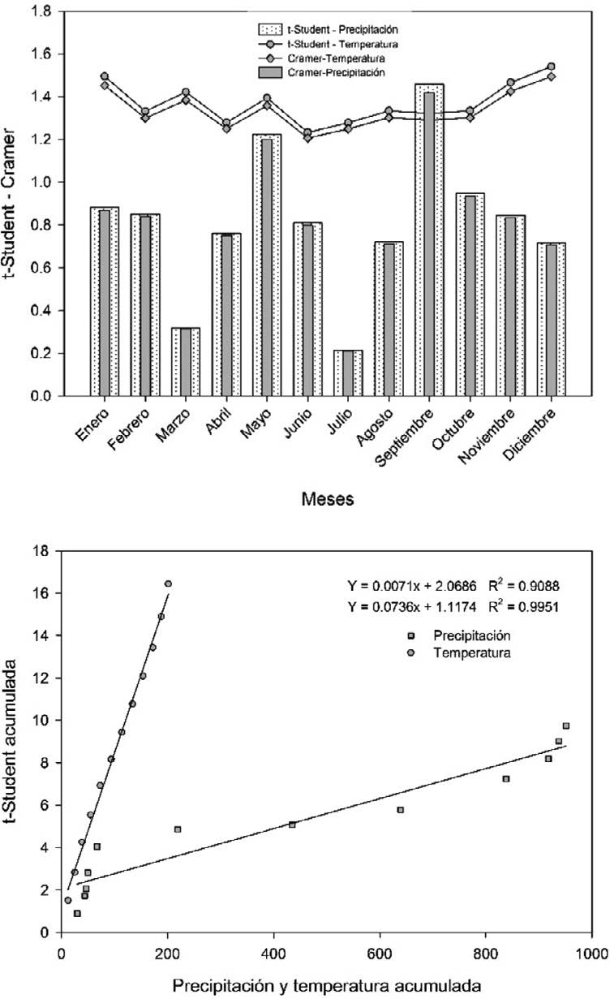 1.8
t-Student - Precipitación
t-Student - Temperatura
Cramer-Temperatura
Cramer-Precipitación
1.6
1.4
1.2
1.0
0.8
0.6
0.4
0.2
0.0
t-Student - Cramer
Enero
Febrero
Marzo
Abril
Mayo
Junio
Julio
Agosto
Septiembre
Octubre
Noviembre
Diciembre
Meses
18
Y = 0.0071x + 2.0686 R² = 0.9088
Y = 0.0736x + 1.1174 R² = 0.9951
Precipitación
Temperatura
16
14
12
10
8
6
4
2
0
t-Student acumulada
0
200
400
600
800
1000
Precipitación y temperatura acumulada